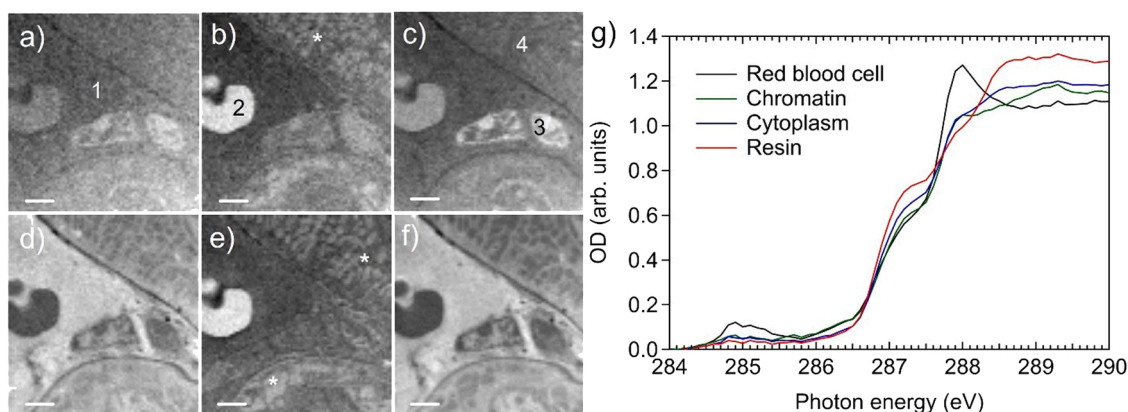 a)
b)
*
c)
4
1
2
3
d)
e)
*
*
f)
g)
1.4
1.2
1.0
0.8
0.6
0.4
0.2
0.0
OD (arb. units)
Red blood cell
Chromatin
Cytoplasm
Resin
284 285 286 287 288 289 290
Photon energy (eV)